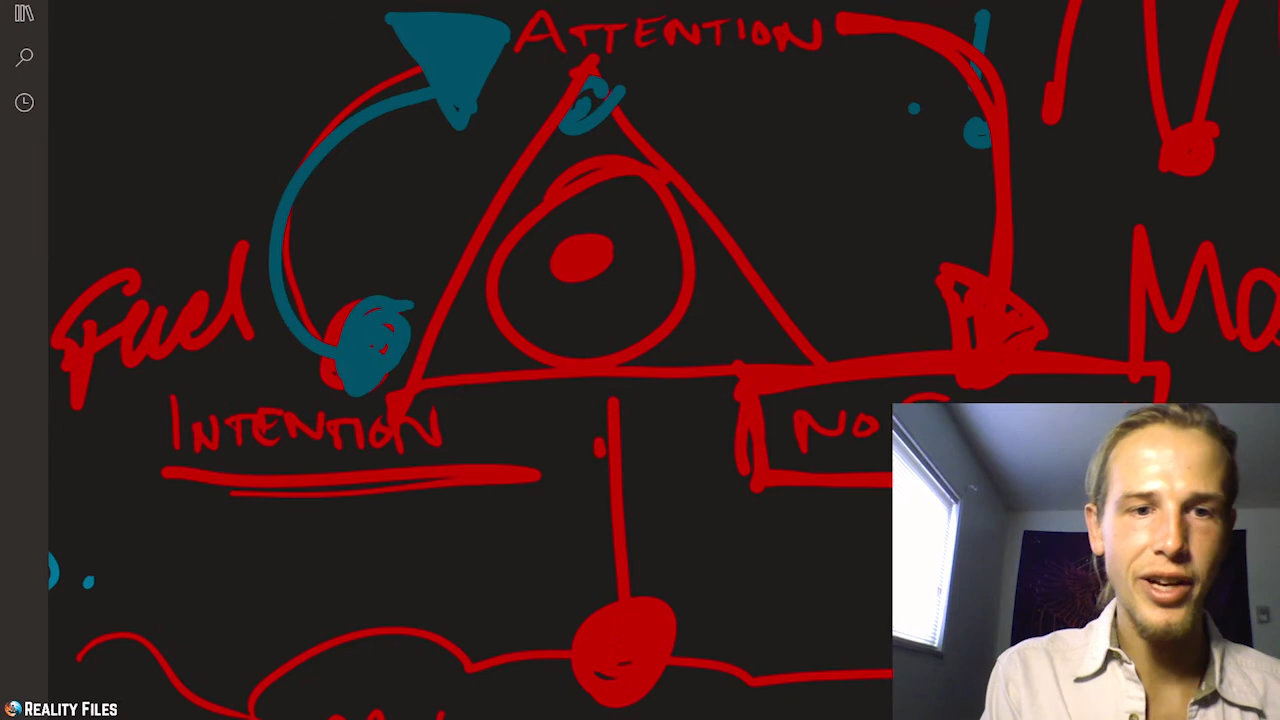 ATTENTION
Fuel
INTENTION
NO
REALITY FILES